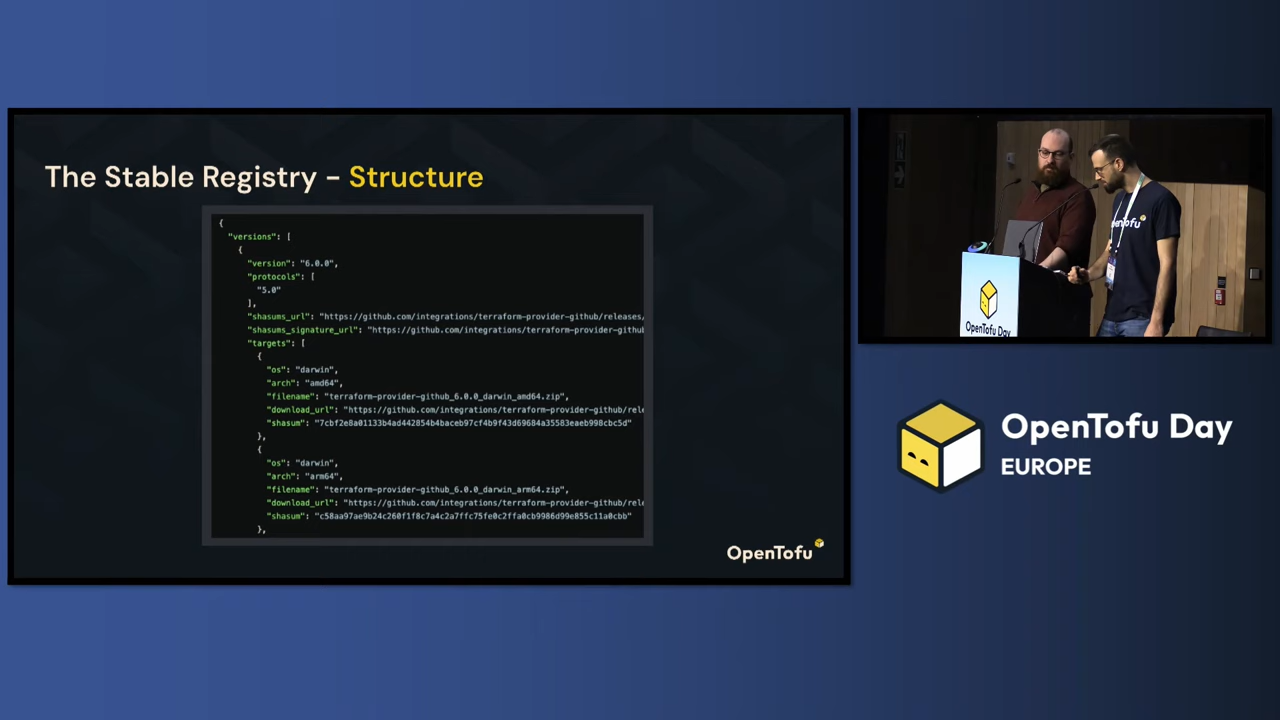 The Stable Registry - Structure
{
"versions": [
{
"version": "6.0.0",
"protocols": [
"5.0"
],
"shasums_url": "https://github.com/integrations/terraform-provider-github/releases/
"shasums_signature_url": "https://github.com/integrations/terraform-provider-github
"targets": [
{
"os": "darwin",
"arch": "amd64",
"filename": "terraform-provider-github_6.0.0_darwin_amd64.zip",
"download_url": "https://github.com/integrations/terraform-provider-github/rele
"shasum": "7cbf2e8a01133b4ad442854b4baceb97cf4b9f43d69684a35583eaeb998cbc5d"
},
{
"os": "darwin",
"arch": "arm64",
"filename": "terraform-provider-github_6.0.0_darwin_arm64.zip",
"download_url": "https://github.com/integrations/terraform-provider-github/rele
"shasum": "c58aa97ae9b24c260f1f8c7a4c2a7ffc75fe0c2ffa0cb9986d99e855c11a0cbb"
},
OpenTofu
OpenTofu Day
OpenTofu Day
EUROPE